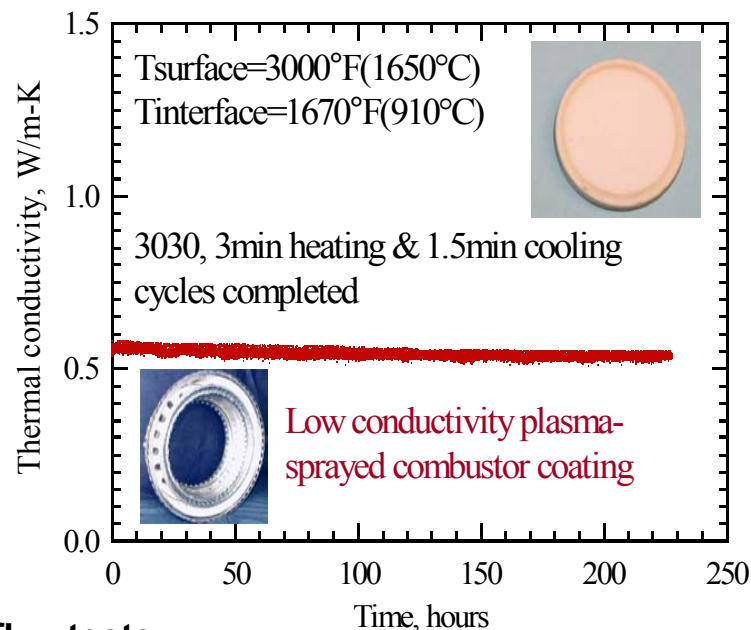 1.5
Tsurface=3000°F(1650°C)
Tinterface=1670°F(910°C)
1.0
3030, 3min heating & 1.5min cooling
cycles completed
0.5
Low conductivity plasma-
sprayed combustor coating
0.0
Thermal conductivity, W/m-K
0 50 100 150 200 250
Time, hours